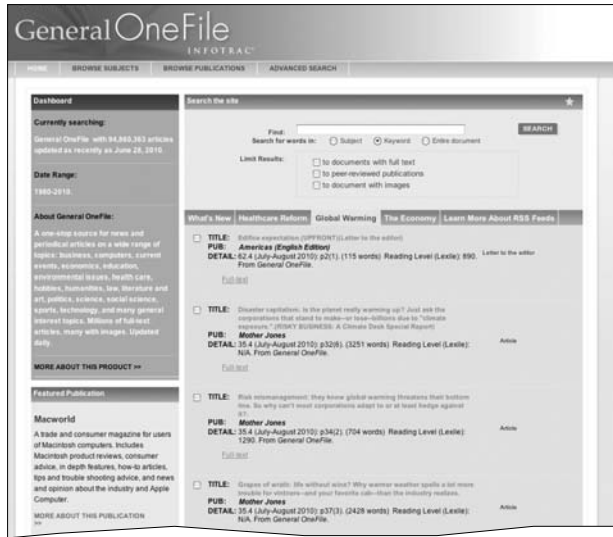 General OneFile
INFOTRAC®
HOME BROWSE SUBJECTS BROWSE PUBLICATIONS ADVANCED SEARCH
Dashboard
Currently searching:
General OneFile with 94,860,363 articles
updated as recently as June 28, 2010.
Date Range:
1980-2010.
About General OneFile:
A one-stop source for news and
periodical articles on a wide range of
topics: business, computers, current
events, economics, education,
environmental issues, health care,
hobbies, humanities, law, literature and
art, politics, science, social science,
sports, technology, and many general
interest topics. Millions of full-text
articles, many with images. Updated
daily.
MORE ABOUT THIS PRODUCT >>
Featured Publication
Macworld
A trade and consumer magazine for users
of Macintosh computers. Includes
Macintosh product reviews, consumer
advice, in depth features, how-to articles,
tips and trouble shooting advice, and news
and opinion about the industry and Apple
Computer.
MORE ABOUT THIS PUBLICATION
>>
Search the site
Find: SEARCH
Search for words in: Subject Keyword Entire document
Limit Results: to documents with full text
to peer-reviewed publications
to document with images
What's New Healthcare Reform Global Warming The Economy Learn More About RSS Feeds
TITLE: Edifice expectation (UPFRONT)(Letter to the editor)
PUB: Americas (English Edition)
DETAIL: 62.4 (July-August 2010): p2(1). (115 words) Reading Level (Lexile): 890.
From General OneFile.
Letter to the editor
Full-text
TITLE: Disaster capitalism: is the planet really warming up? Just ask the
corporations that stand to make--or lose--billions due to "climate
exposure." (RISKY BUSINESS: A Climate Desk Special Report)
PUB: Mother Jones
DETAIL: 35.4 (July-August 2010): p32(6). (3251 words) Reading Level (Lexile):
N/A. From General OneFile.
Article
Full-text
TITLE: Risk mismanagement: they know global warming threatens their bottom
line. So why can't most corporations adapt to or at least hedge against
it?.
PUB: Mother Jones
DETAIL: 35.4 (July-August 2010): p34(2). (704 words) Reading Level (Lexile):
1290. From General OneFile.
Article
Full-text
TITLE: Grapes of wrath: life without wine? Why warmer weather spells a lot more
trouble for vintners--and your favorite cab--than the industry realizes.
PUB: Mother Jones
DETAIL: 35.4 (July-August 2010): p37(3). (2428 words) Reading Level (Lexile):
N/A. From General OneFile.
Article